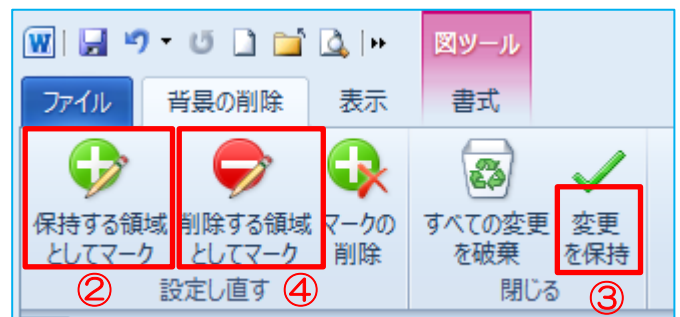 W
図ツール
ファイル 背景の削除 表示 書式
保持する領域
としてマーク
削除する領域
としてマーク
マークの
削除
すべての変更
を破棄
変更
を保持
② 設定し直す ④ 閉じる ③